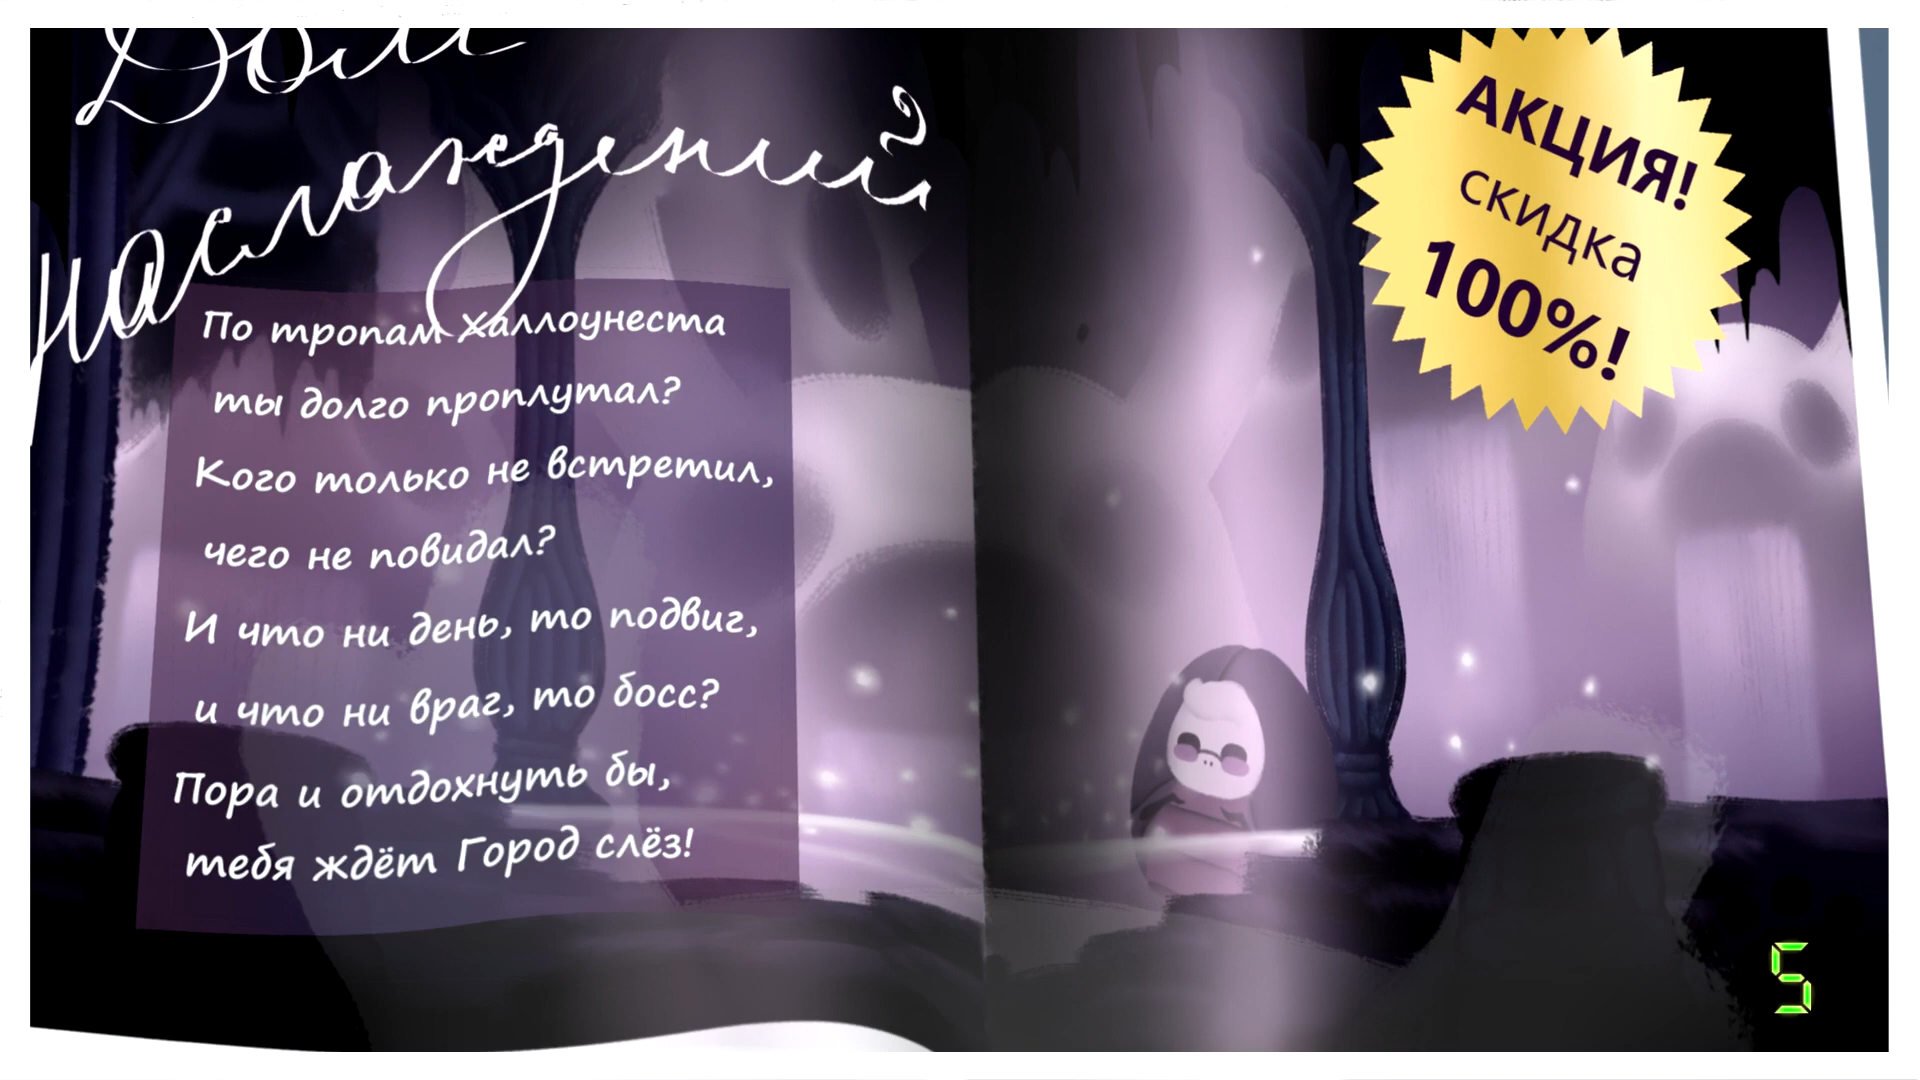 Дом
наслаждений
По тропам Халлоунеста
ты долго проплутал?
Кого только не встретил,
чего не повидал?
И что ни день, то подвиг,
и что ни враг, то босс?
Пора и отдохнуть бы,
тебя ждёт Город слёз!
АКЦИЯ!
скидка
100%!
5